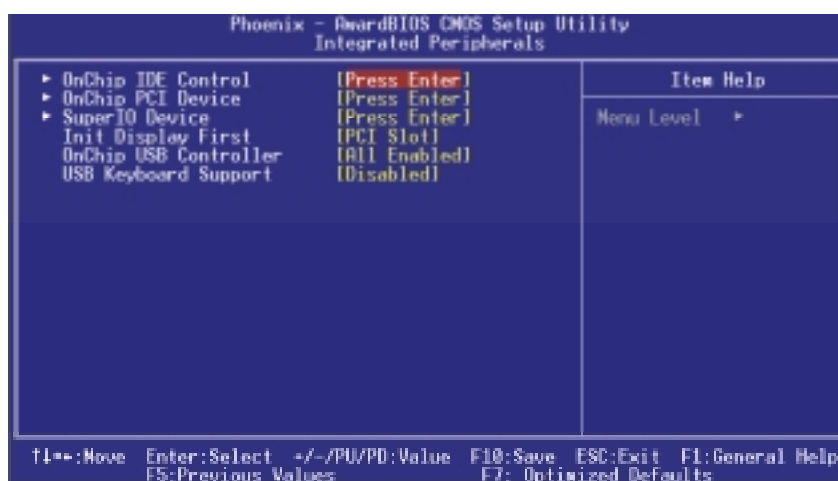 Phoenix - AwardBIOS CMOS Setup Utility
Integrated Peripherals
► OnChip IDE Control [Press Enter]
► OnChip PCI Device [Press Enter]
► SuperIO Device [Press Enter]
Init Display First [PCI Slot]
OnChip USB Controller [All Enabled]
USB Keyboard Support [Disabled]
Item Help
Menu Level ►
↑↓→←:Move Enter:Select +/-/PU/PD:Value F10:Save ESC:Exit F1:General Help
F5:Previous Values F7: Optimized Defaults